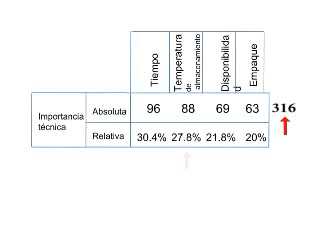 Tiempo
Temperatura
de
almacenamiento
Disponibilida
d
Empaque
Importancia
técnica
Absoluta
96
88
69
63
316
Relativa
30.4%
27.8%
21.8%
20%